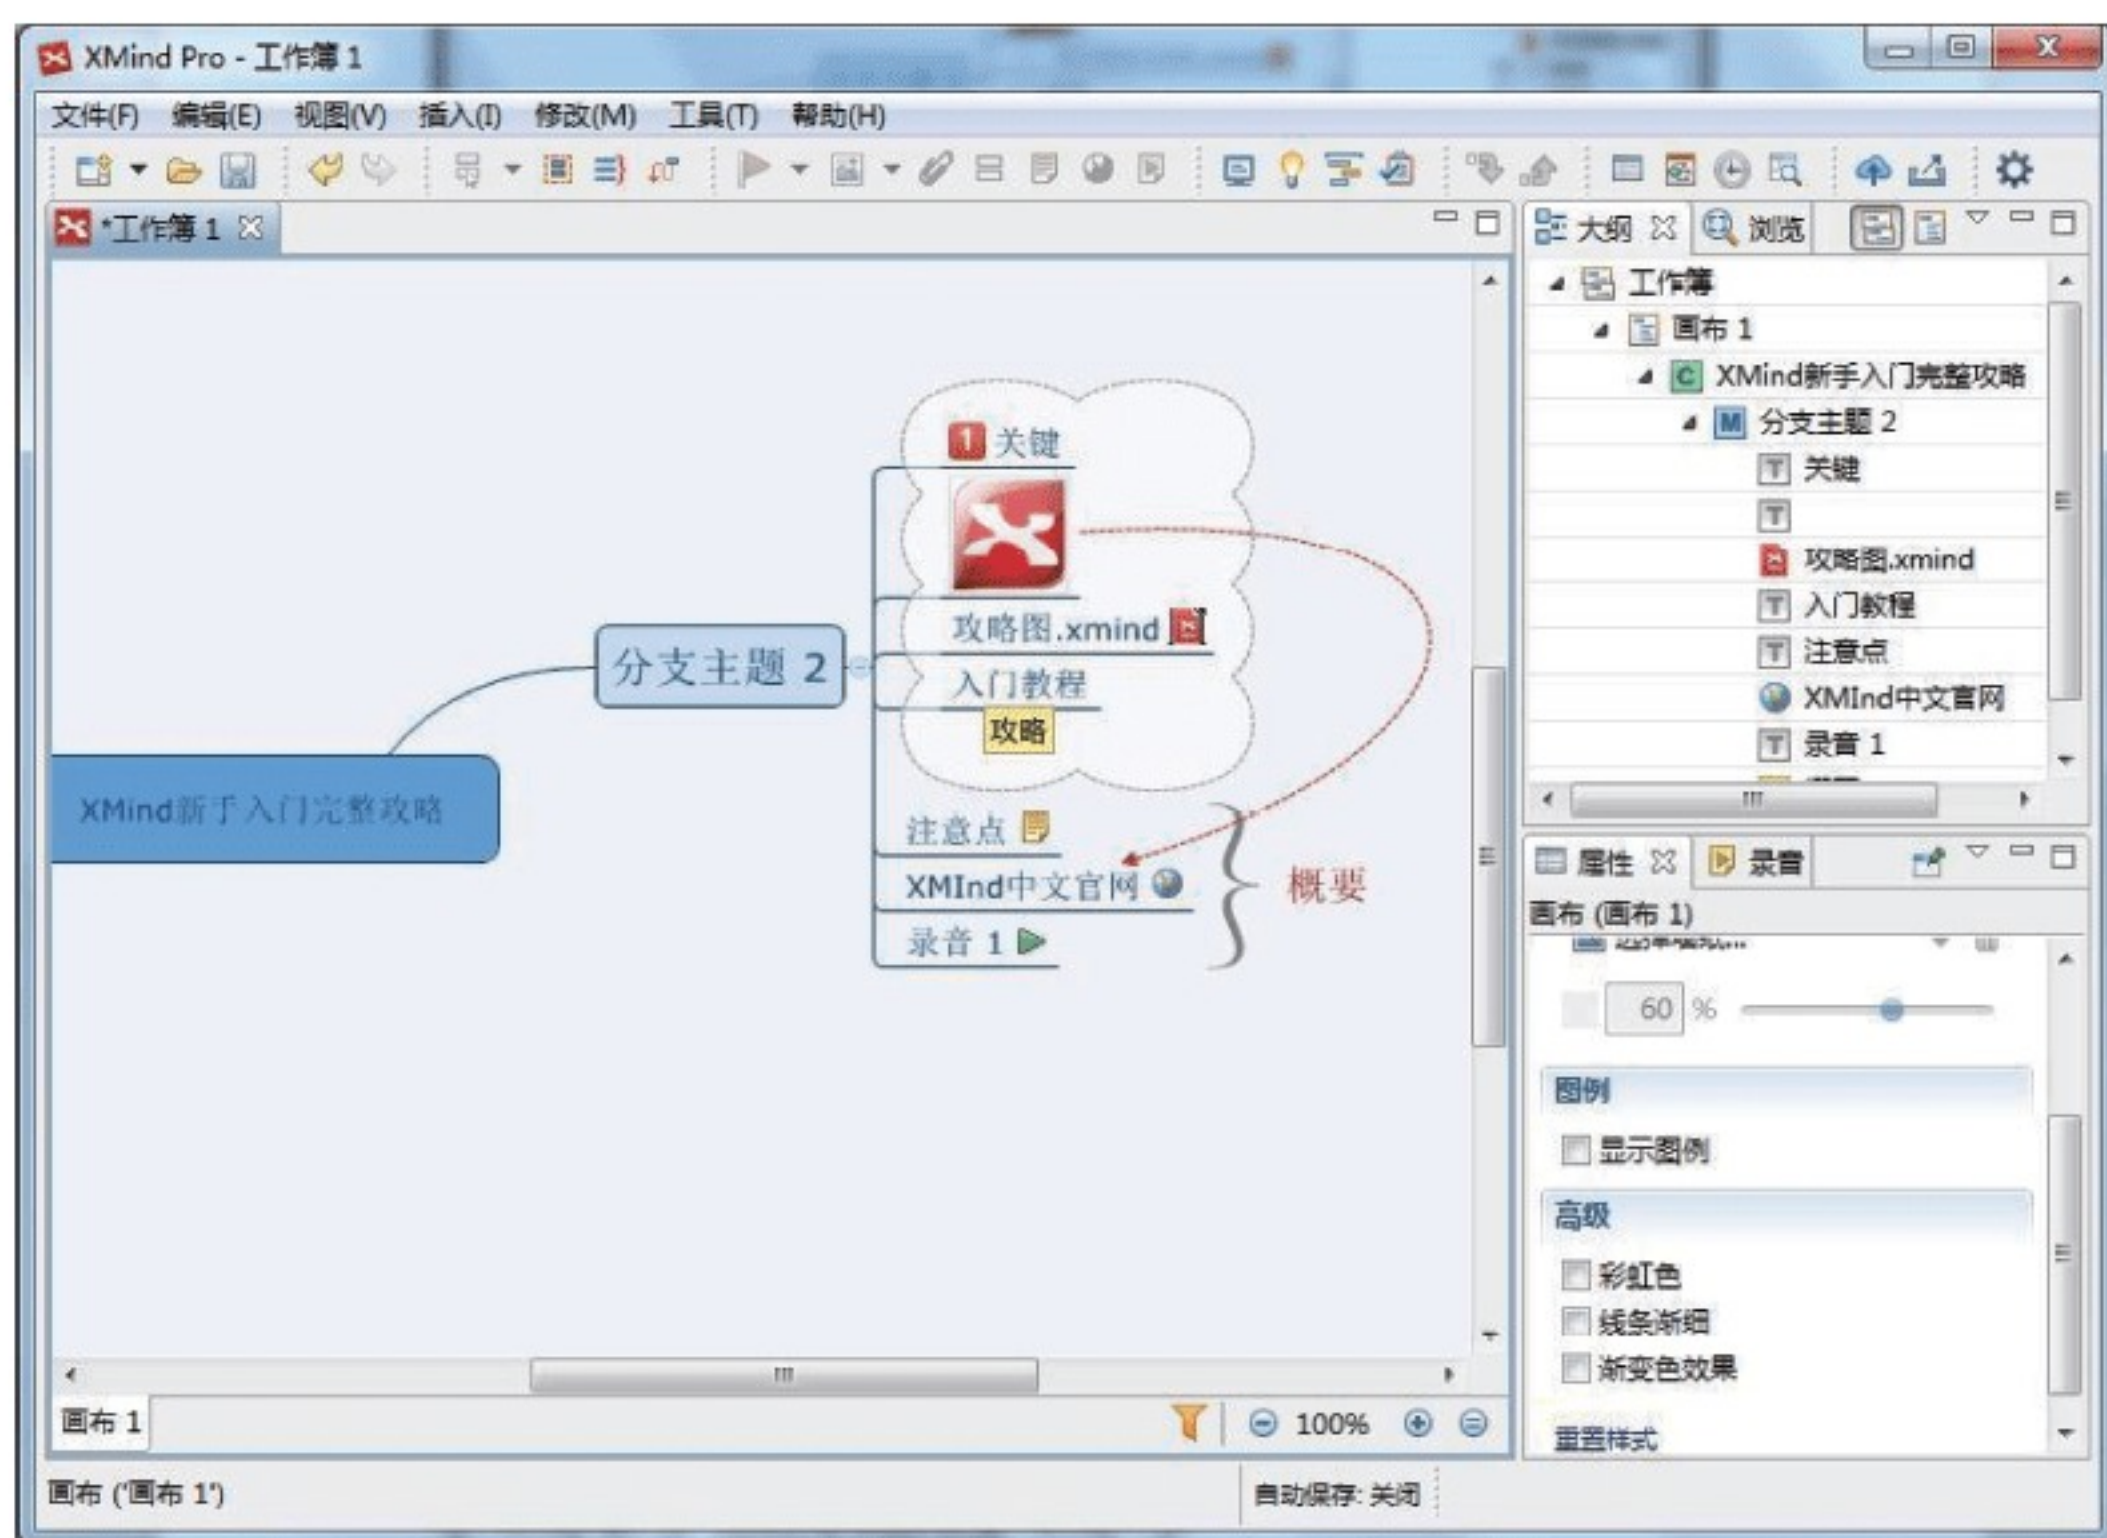 XMind Pro - 工作簿 1
文件(F) 编辑(E) 视图(V) 插入(I) 修改(M) 工具(T) 帮助(H)
*工作簿 1
1 关键
攻略图.xmind
分支主题 2
入门教程
攻略
XMind新手入门完整攻略
注意点
XMInd中文官网
概要
录音 1
画布 1
100%
画布 ('画布 1')
自动保存: 关闭
大纲 浏览
工作簿
画布 1
C XMind新手入门完整攻略
M 分支主题 2
T 关键
T
攻略图.xmind
T 入门教程
T 注意点
XMInd中文官网
T 录音 1
属性 录音
画布 (画布 1)
60 %
图例
显示图例
高级
彩虹色
线条渐细
渐变色效果
重置样式